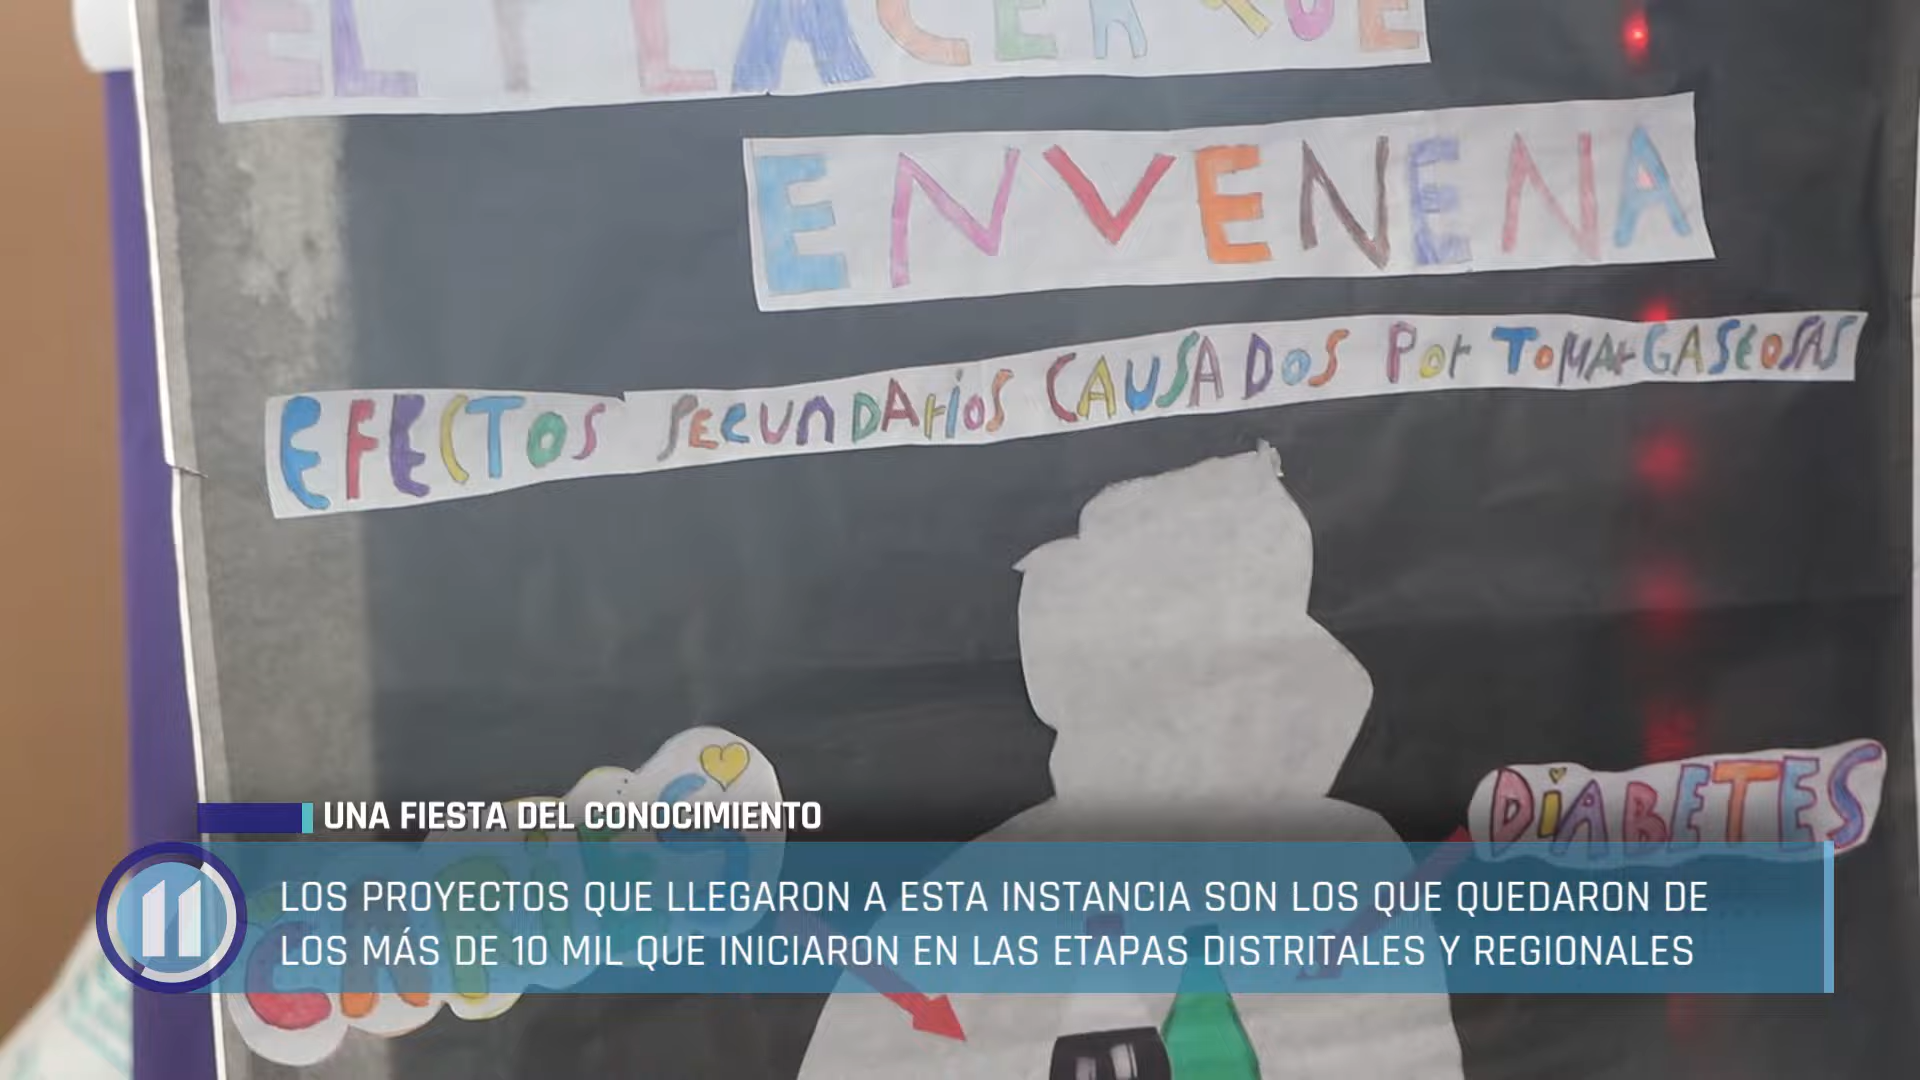 EL PLACER QUE
ENVENENA
EFECTOS SECUNDARIOS CAUSADOS POR TOMAR GASEOSAS
CARIES
DIABETES
UNA FIESTA DEL CONOCIMIENTO
11
LOS PROYECTOS QUE LLEGARON A ESTA INSTANCIA SON LOS QUE QUEDARON DE
LOS MÁS DE 10 MIL QUE INICIARON EN LAS ETAPAS DISTRITALES Y REGIONALES